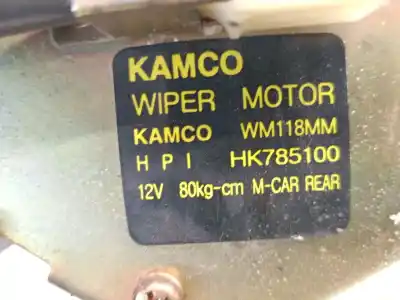 KAMCO
WIPER MOTOR
KAMCO WM118MM
H P I HK785100
12V 80kg-cm M-CAR REAR